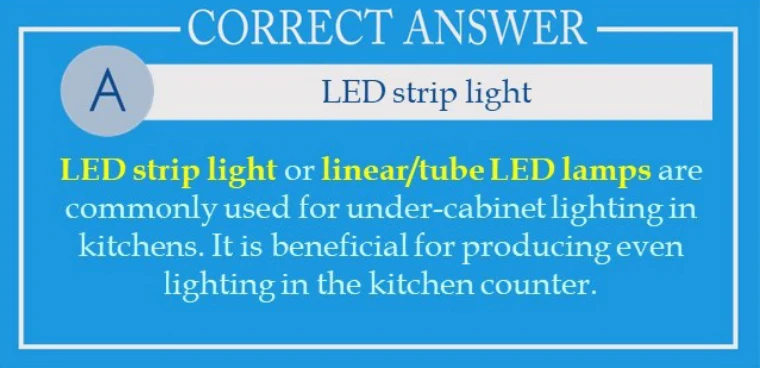 CORRECT ANSWER
A
LED strip light
LED strip light or linear/tube LED lamps are
commonly used for under-cabinet lighting in
kitchens. It is beneficial for producing even
lighting in the kitchen counter.